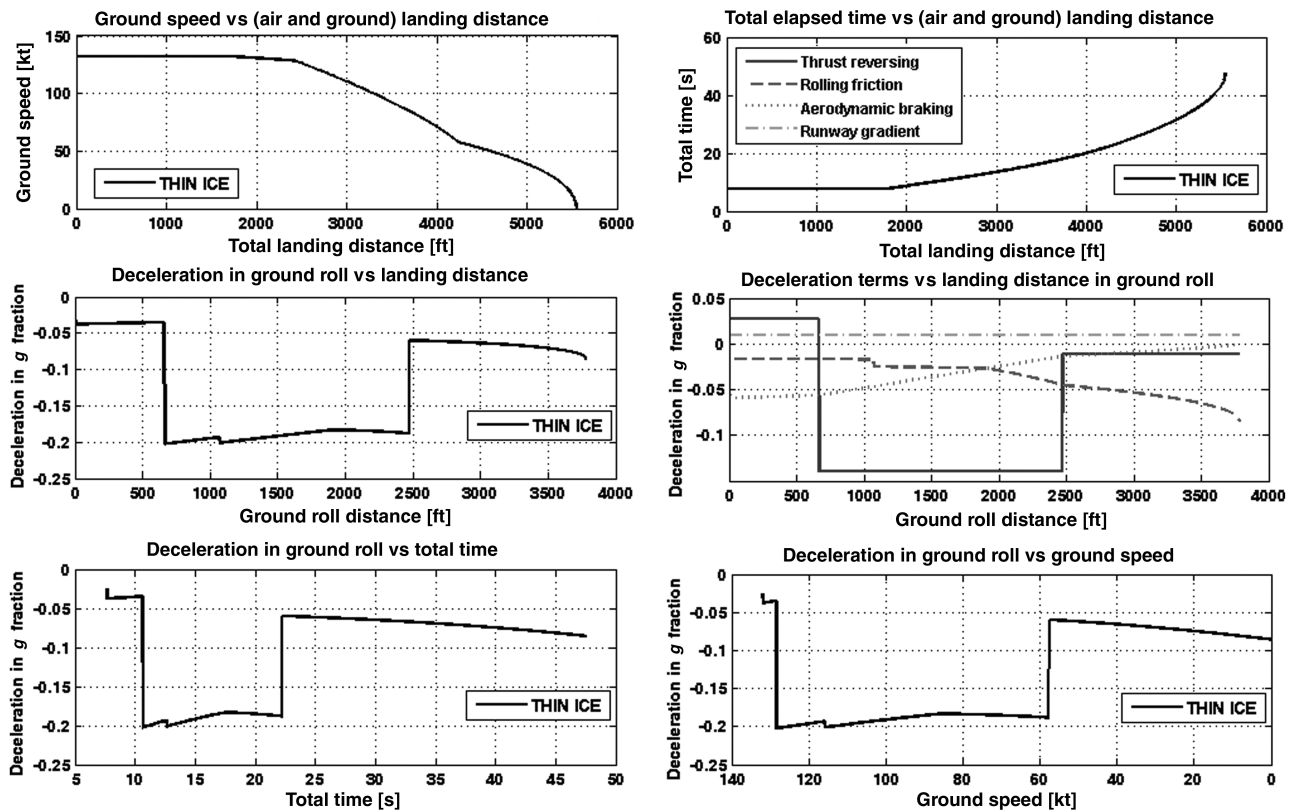 Ground speed vs (air and ground) landing distance
Ground speed [kt]
150
100
50
0
THIN ICE
0 1000 2000 3000 4000 5000 6000
Total landing distance [ft]
Total elapsed time vs (air and ground) landing distance
Total time [s]
60
40
20
0
Thrust reversing
Rolling friction
Aerodynamic braking
Runway gradient
THIN ICE
0 1000 2000 3000 4000 5000 6000
Total landing distance [ft]
Deceleration in ground roll vs landing distance
Deceleration in g fraction
0
-0.05
-0.1
-0.15
-0.2
-0.25
THIN ICE
0 500 1000 1500 2000 2500 3000 3500 4000
Ground roll distance [ft]
Deceleration terms vs landing distance in ground roll
Deceleration in g fraction
0.05
0
-0.05
-0.1
0 500 1000 1500 2000 2500 3000 3500 4000
Ground roll distance [ft]
Deceleration in ground roll vs total time
Deceleration in g fraction
0
-0.05
-0.1
-0.15
-0.2
-0.25
THIN ICE
5 10 15 20 25 30 35 40 45 50
Total time [s]
Deceleration in ground roll vs ground speed
Deceleration in g fraction
0
-0.05
-0.1
-0.15
-0.2
-0.25
THIN ICE
140 120 100 80 60 40 20 0
Ground speed [kt]